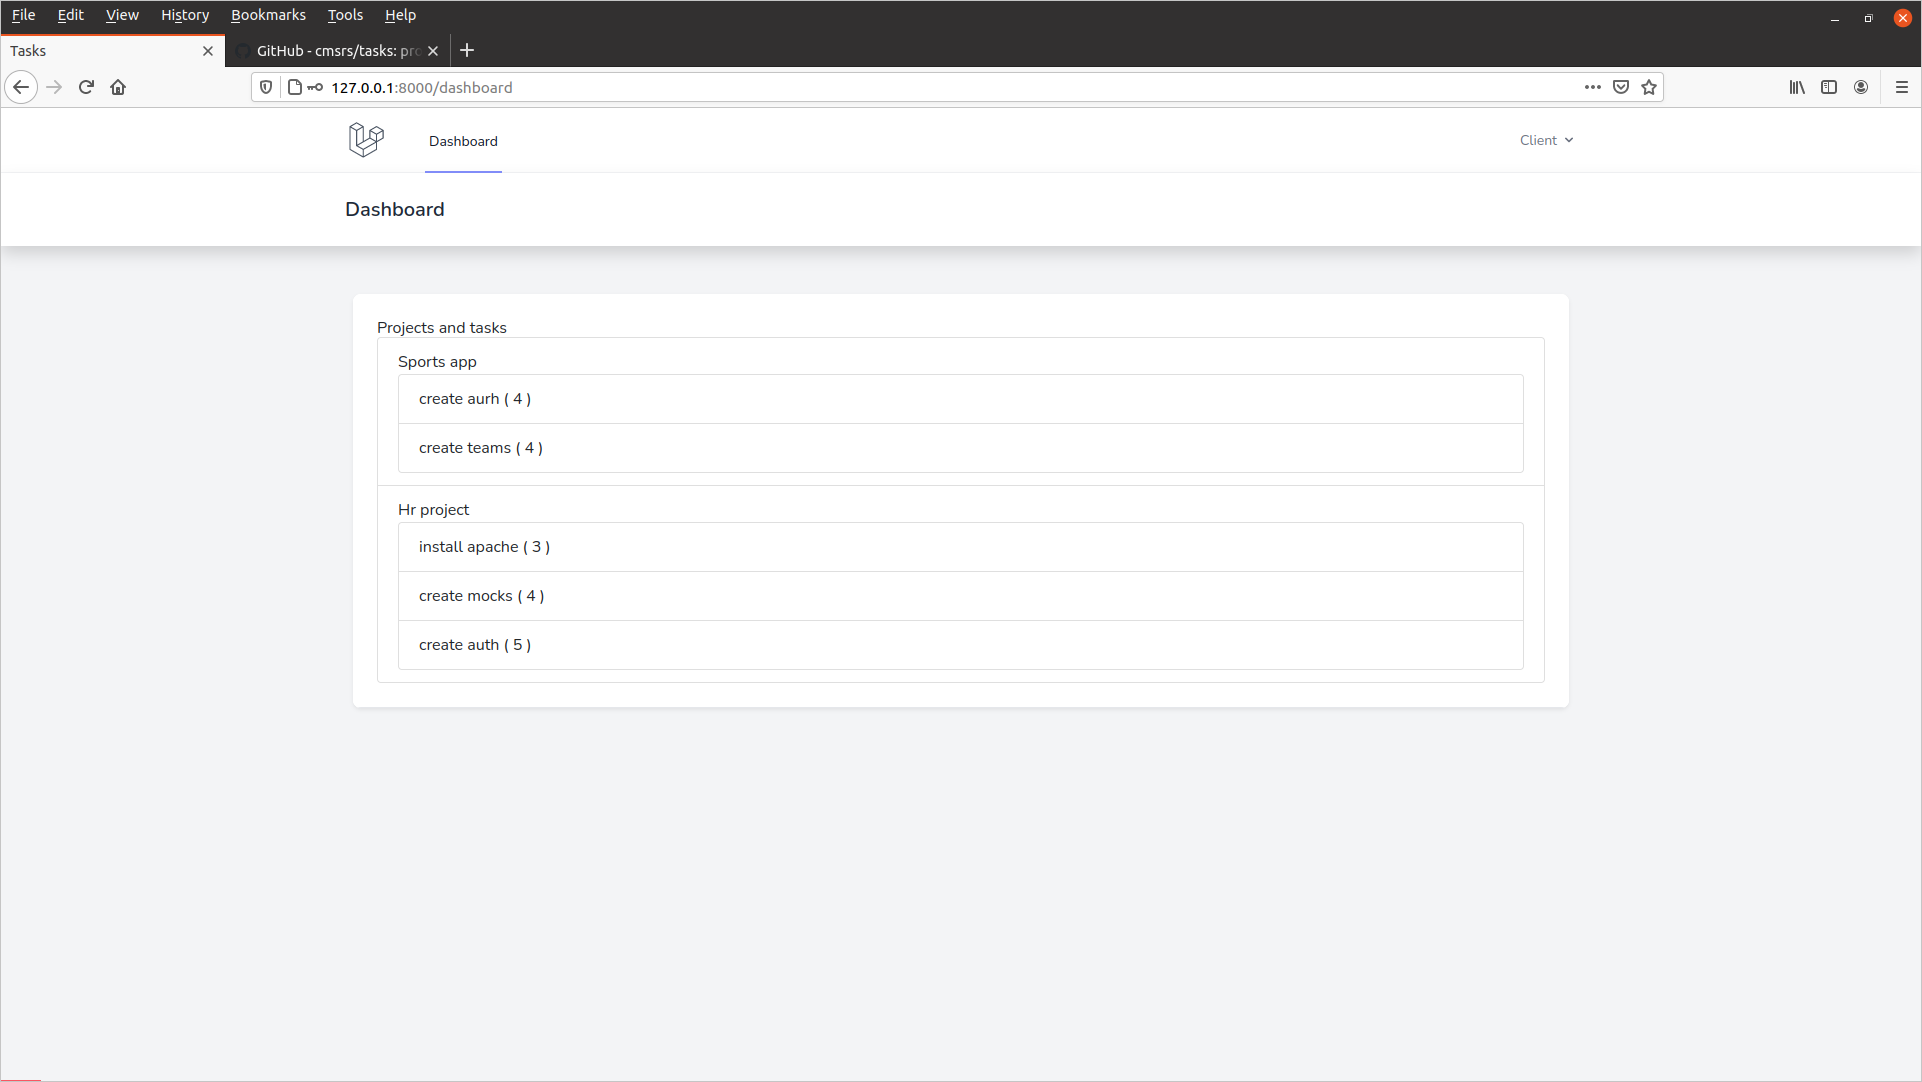 File Edit View History Bookmarks Tools Help
Tasks GitHub - cmsrs/tasks: pro
127.0.0.1:8000/dashboard
Dashboard Client
Dashboard
Projects and tasks
Sports app
create aurh ( 4 )
create teams ( 4 )
Hr project
install apache ( 3 )
create mocks ( 4 )
create auth ( 5 )